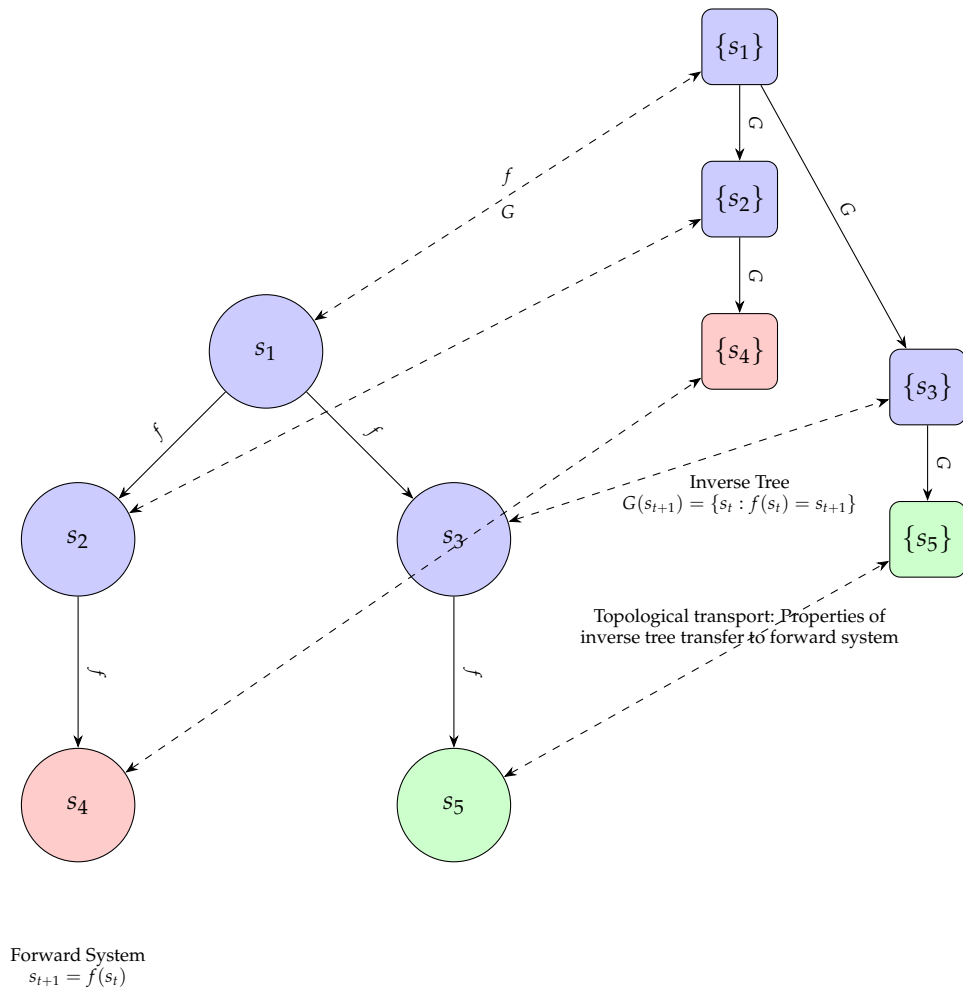 {s₁}
G
f
G
{s₂}
G
G
s₁
{s₄}
{s₃}
f
f
G
Inverse Tree
G(sₜ₊₁) = {sₜ : f(sₜ) = sₜ₊₁}
s₂
s₃
{s₅}
Topological transport: Properties of
inverse tree transfer to forward system
f
f
s₄
s₅
Forward System
sₜ₊₁ = f(sₜ)